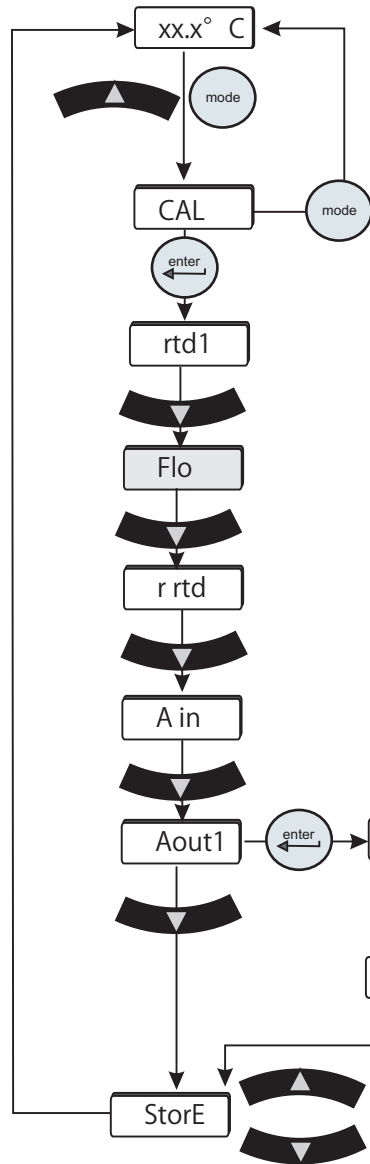 xx.x° C
mode
CAL
mode
enter
rtd1
Flo
r rtd
A in
Aout1
enter
StorE